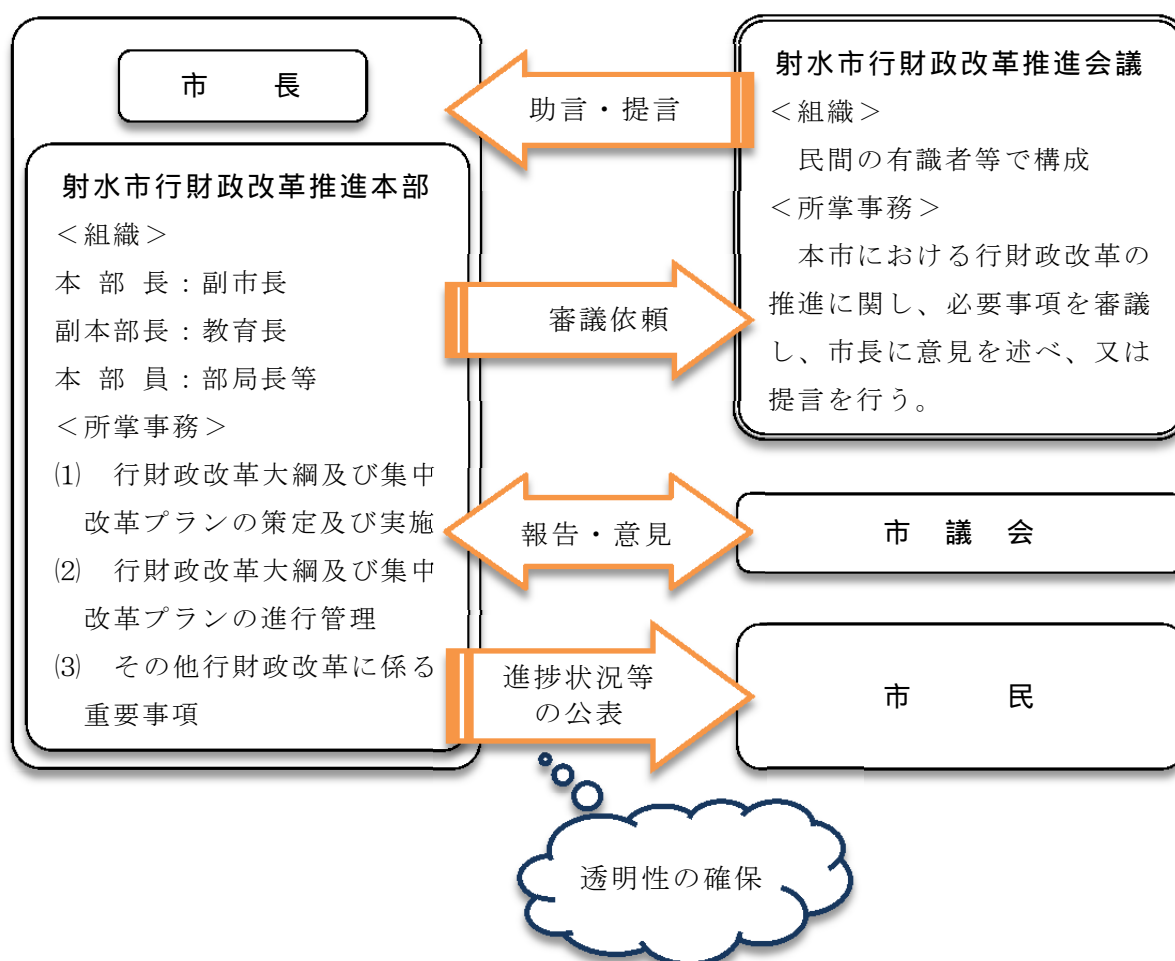 市　　長
射水市行財政改革推進本部
＜組織＞
本 部 長：副市長
副本部長：教育長
本 部 員：部局長等
＜所掌事務＞
⑴　行財政改革大綱及び集中
改革プランの策定及び実施
⑵　行財政改革大綱及び集中
改革プランの進行管理
⑶　その他行財政改革に係る
重要事項
助言・提言
審議依頼
報告・意見
進捗状況等
の公表
透明性の確保
射水市行財政改革推進会議
＜組織＞
民間の有識者等で構成
＜所掌事務＞
本市における行財政改革の
推進に関し、必要事項を審議
し、市長に意見を述べ、又は
提言を行う。
市　議　会
市　　　民